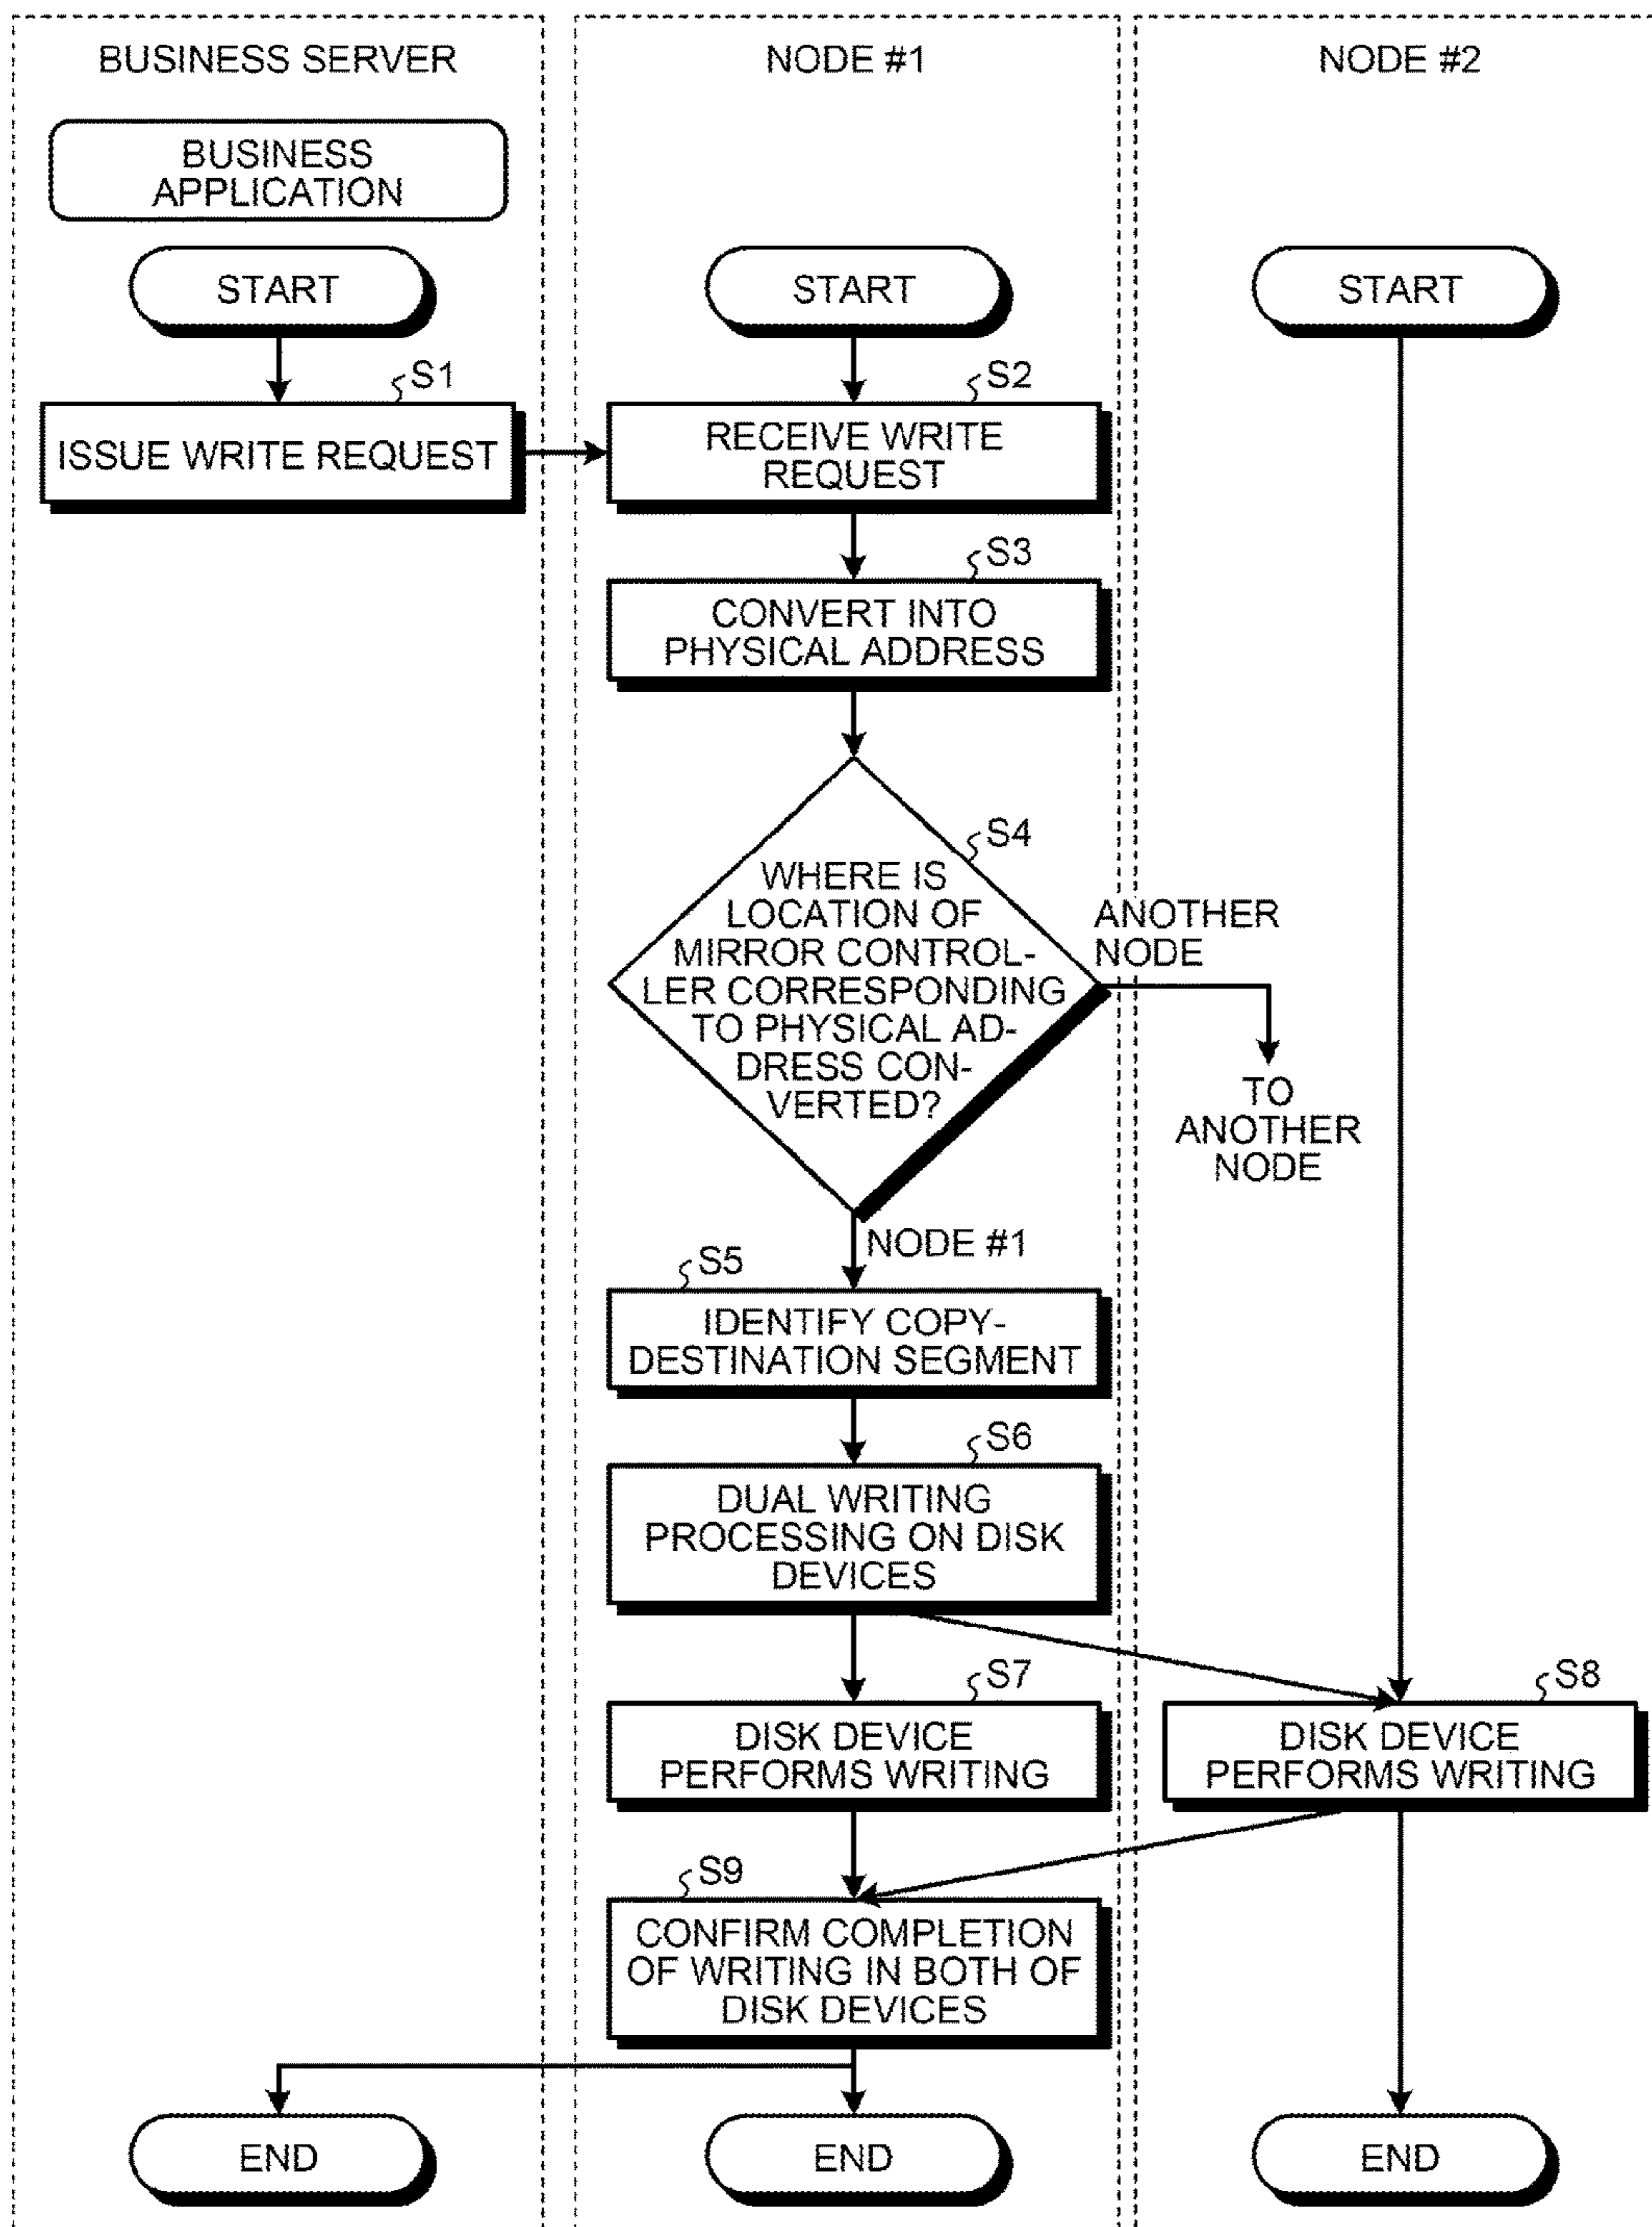 BUSINESS SERVER
NODE #1
NODE #2
BUSINESS
APPLICATION
START
START
START
S1
ISSUE WRITE REQUEST
S2
RECEIVE WRITE
REQUEST
S3
CONVERT INTO
PHYSICAL ADDRESS
S4
WHERE IS
LOCATION OF
MIRROR CONTROL-
LER CORRESPONDING
TO PHYSICAL AD-
DRESS CON-
VERTED?
ANOTHER
NODE
TO
ANOTHER
NODE
NODE #1
S5
IDENTIFY COPY-
DESTINATION SEGMENT
S6
DUAL WRITING
PROCESSING ON DISK
DEVICES
S7
DISK DEVICE
PERFORMS WRITING
S8
DISK DEVICE
PERFORMS WRITING
S9
CONFIRM COMPLETION
OF WRITING IN BOTH OF
DISK DEVICES
END
END
END